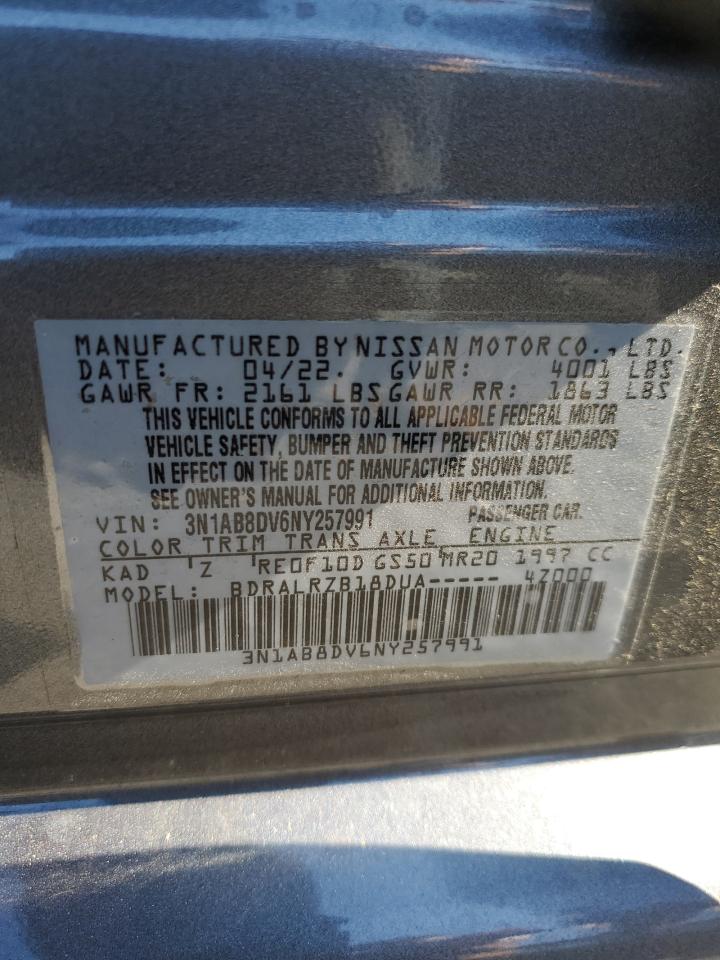 MANUFACTURED BY NISSAN MOTOR CO., LTD.
DATE: 04/22. GVWR: 4001 LBS
GAWR FR: 2161 LBS GAWR RR: 1863 LBS
THIS VEHICLE CONFORMS TO ALL APPLICABLE FEDERAL MOTOR
VEHICLE SAFETY, BUMPER AND THEFT PREVENTION STANDARDS
IN EFFECT ON THE DATE OF MANUFACTURE SHOWN ABOVE.
SEE OWNER'S MANUAL FOR ADDITIONAL INFORMATION.
VIN: 3N1AB8DV6NY257991 PASSENGER CAR.
COLOR TRIM TRANS AXLE ENGINE
KAD Z RE0F10D GS50 MR20 1997 CC
MODEL: BDRALRZB18DUA----- 4Z000
3N1AB8DV6NY257991